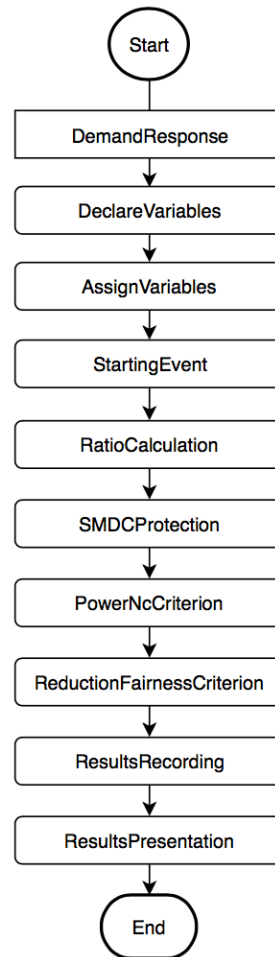 Start
DemandResponse
DeclareVariables
AssignVariables
StartingEvent
RatioCalculation
SMDCProtection
PowerNcCriterion
ReductionFairnessCriterion
ResultsRecording
ResultsPresentation
End